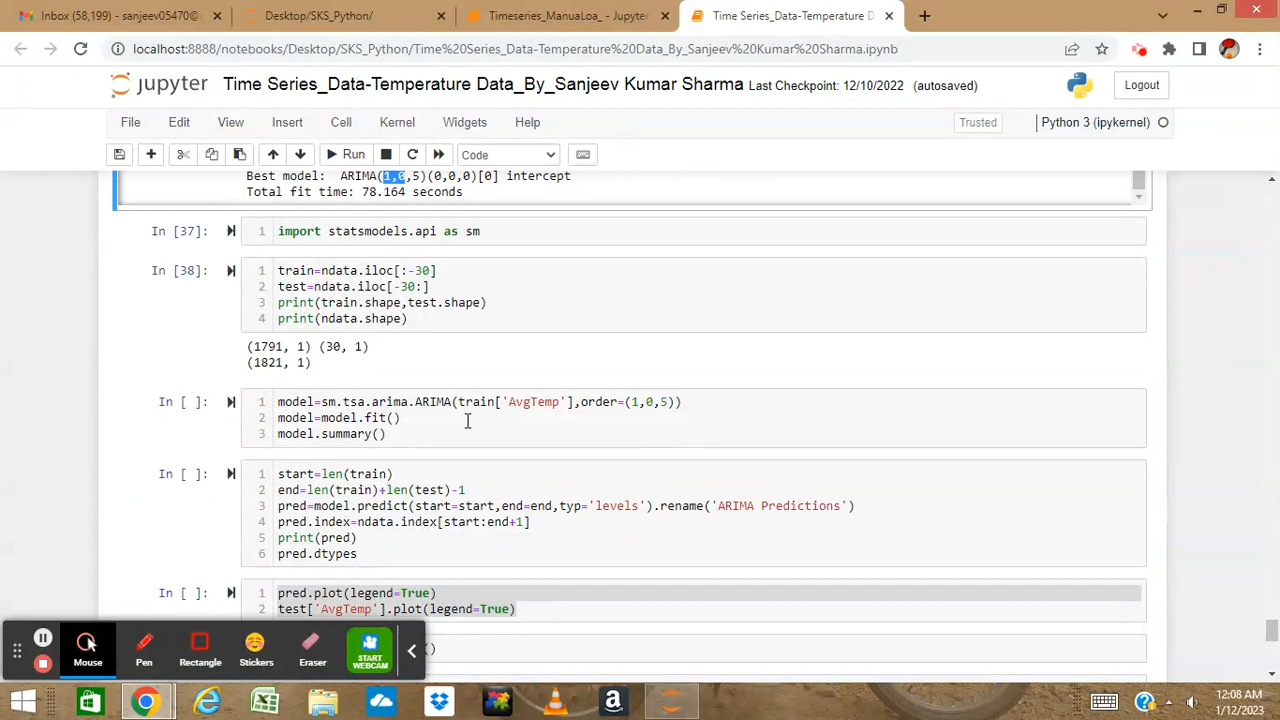 Inbox (58,199) - sanjeev05470@g
Desktop/SKS_Python/
Timeseries_ManuaLoa_ - Jupyter
Time Series_Data-Temperature D
localhost:8888/notebooks/Desktop/SKS_Python/Time%20Series_Data-Temperature%20Data_By_Sanjeev%20Kumar%20Sharma.ipynb
jupyter Time Series_Data-Temperature Data_By_Sanjeev Kumar Sharma Last Checkpoint: 12/10/2022 (autosaved) Logout
File Edit View Insert Cell Kernel Widgets Help Trusted Python 3 (ipykernel)
Run Code
Best model: ARIMA(1,0,5)(0,0,0)[0] intercept
Total fit time: 78.164 seconds
In [37]: 1 import statsmodels.api as sm
In [38]: 1 train=ndata.iloc[:-30]
2 test=ndata.iloc[-30:]
3 print(train.shape,test.shape)
4 print(ndata.shape)
(1791, 1) (30, 1)
(1821, 1)
In [ ]: 1 model=sm.tsa.arima.ARIMA(train['AvgTemp'],order=(1,0,5))
2 model=model.fit()
3 model.summary()
In [ ]: 1 start=len(train)
2 end=len(train)+len(test)-1
3 pred=model.predict(start=start,end=end,typ='levels').rename('ARIMA Predictions')
4 pred.index=ndata.index[start:end+1]
5 print(pred)
6 pred.dtypes
In [ ]: 1 pred.plot(legend=True)
2 test['AvgTemp'].plot(legend=True)
()
Mouse Pen Rectangle Stickers Eraser START WEBCAM
12:08 AM
1/12/2023